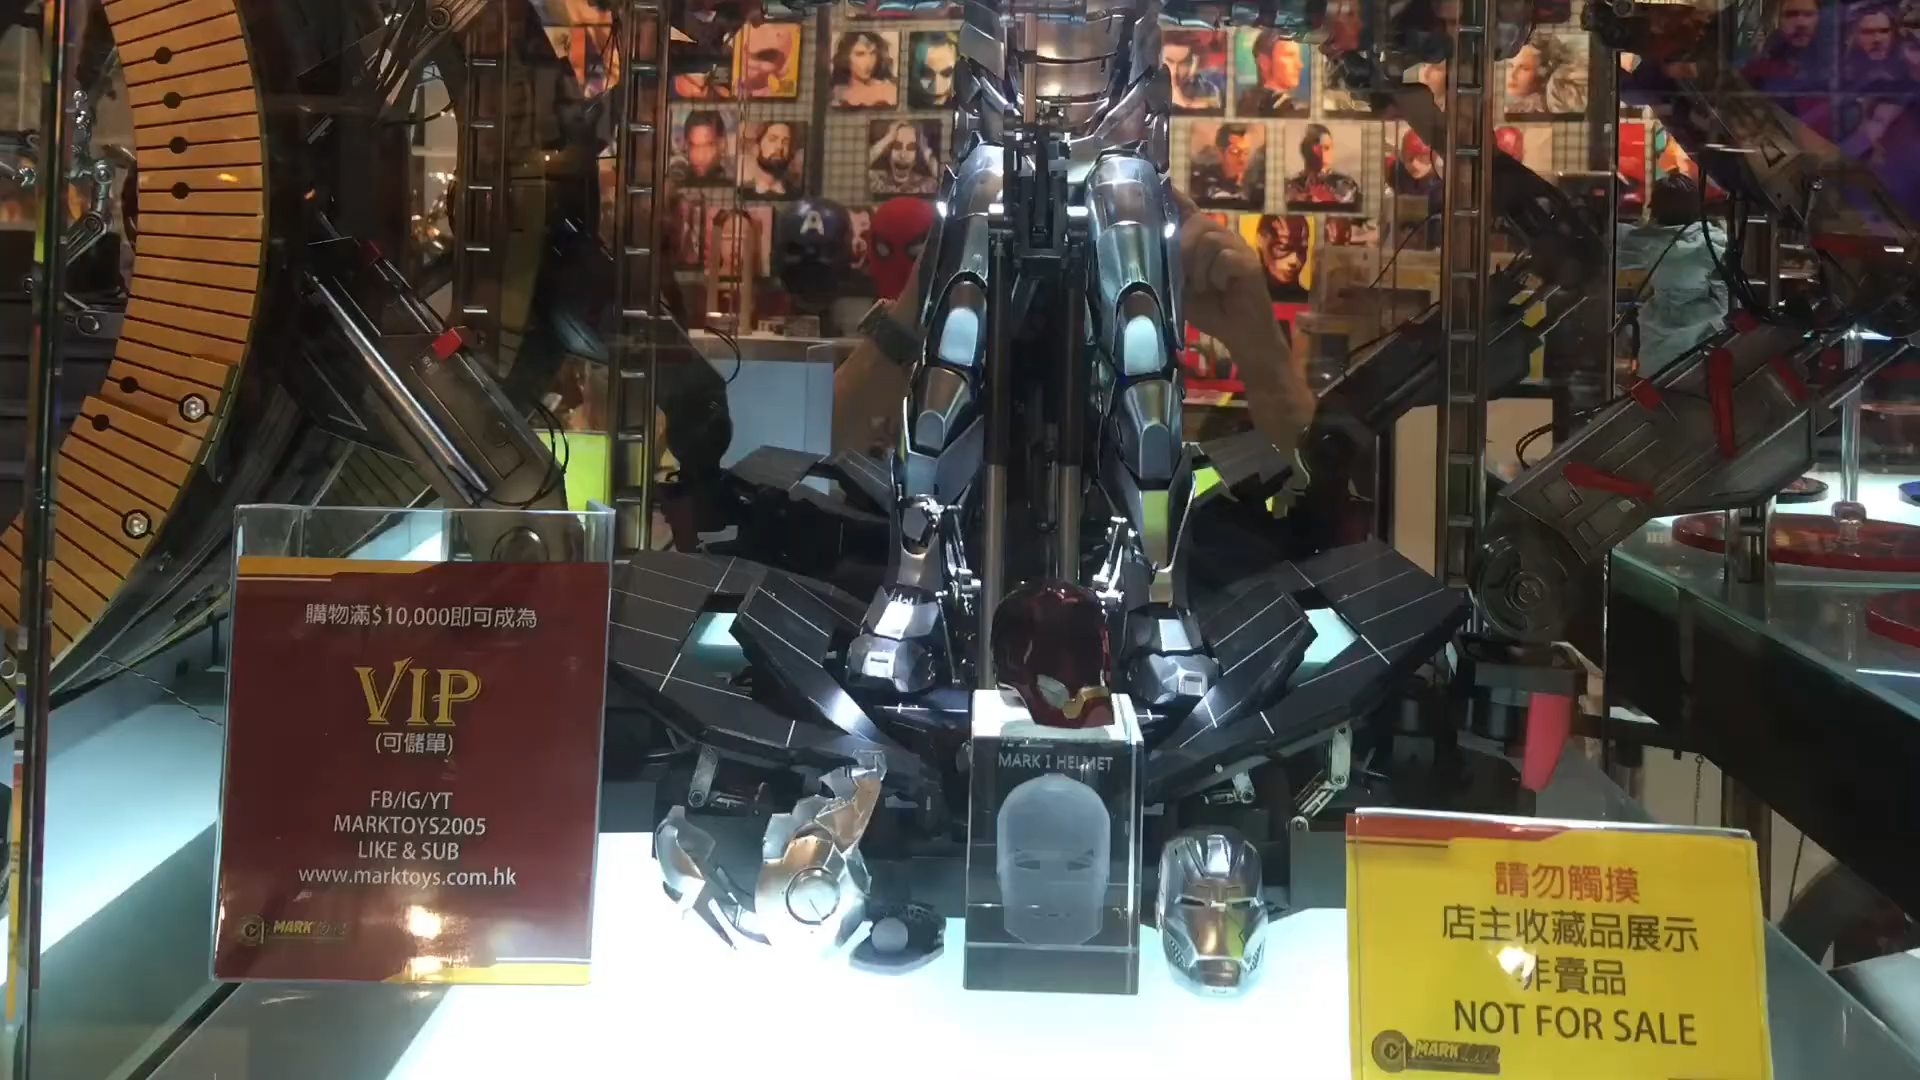 購物滿$10,000即可成為
VIP
(可儲單)
FB/IG/YT
MARKTOYS2005
LIKE & SUB
www.marktoys.com.hk
MARK
MARK I HELMET
請勿觸摸
店主收藏品展示
非賣品
NOT FOR SALE
MARK